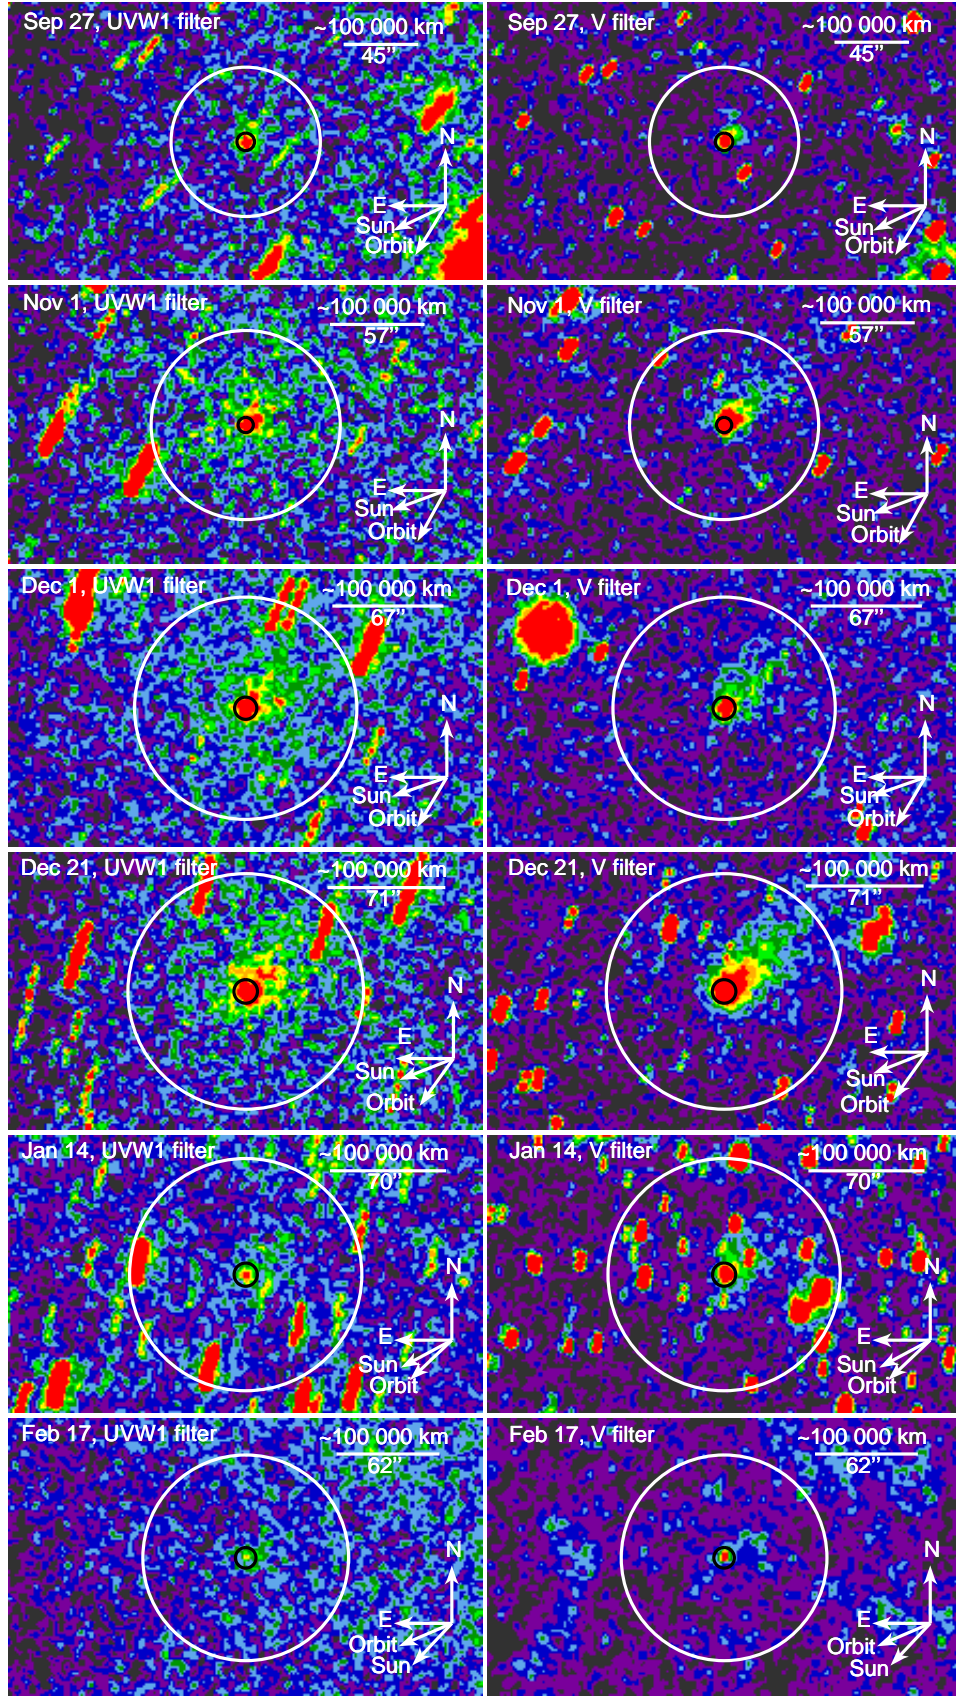 Sep 27, UVW1 filter
~100 000 km
45”
N
E
Sun
Orbit
Sep 27, V filter
~100 000 km
45”
N
E
Sun
Orbit
Nov 1, UVW1 filter
~100 000 km
57”
N
E
Sun
Orbit
Nov 1, V filter
~100 000 km
57”
N
E
Sun
Orbit
Dec 1, UVW1 filter
~100 000 km
67”
N
E
Sun
Orbit
Dec 1, V filter
~100 000 km
67”
N
E
Sun
Orbit
Dec 21, UVW1 filter
~100 000 km
71”
N
E
Sun
Orbit
Dec 21, V filter
~100 000 km
71”
N
E
Sun
Orbit
Jan 14, UVW1 filter
~100 000 km
70”
N
E
Sun
Orbit
Jan 14, V filter
~100 000 km
70”
N
E
Sun
Orbit
Feb 17, UVW1 filter
~100 000 km
62”
N
E
Orbit
Sun
Feb 17, V filter
~100 000 km
62”
N
E
Orbit
Sun